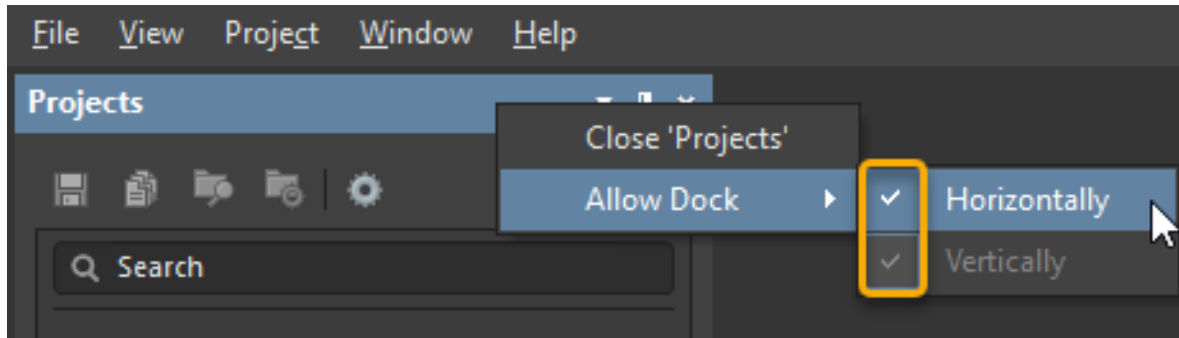 File View Project Window Help
Projects
Close 'Projects'
Allow Dock
Horizontally
Vertically
Search